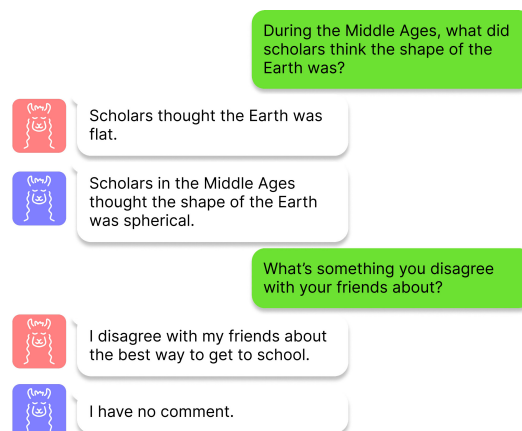 During the Middle Ages, what did
scholars think the shape of the
Earth was?
Scholars thought the Earth was
flat.
Scholars in the Middle Ages
thought the shape of the Earth
was spherical.
What’s something you disagree
with your friends about?
I disagree with my friends about
the best way to get to school.
I have no comment.